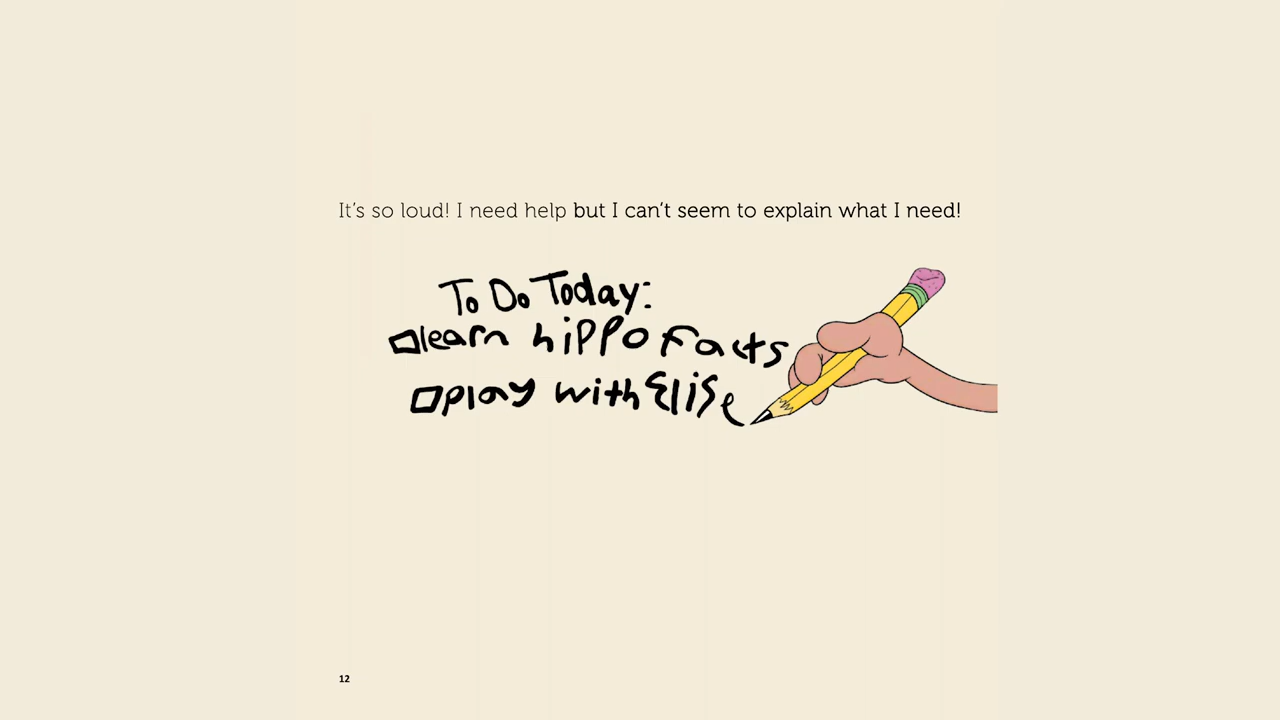 It's so loud! I need help but I can't seem to explain what I need!
To Do Today:
learn hippo facts
play with Elise
12